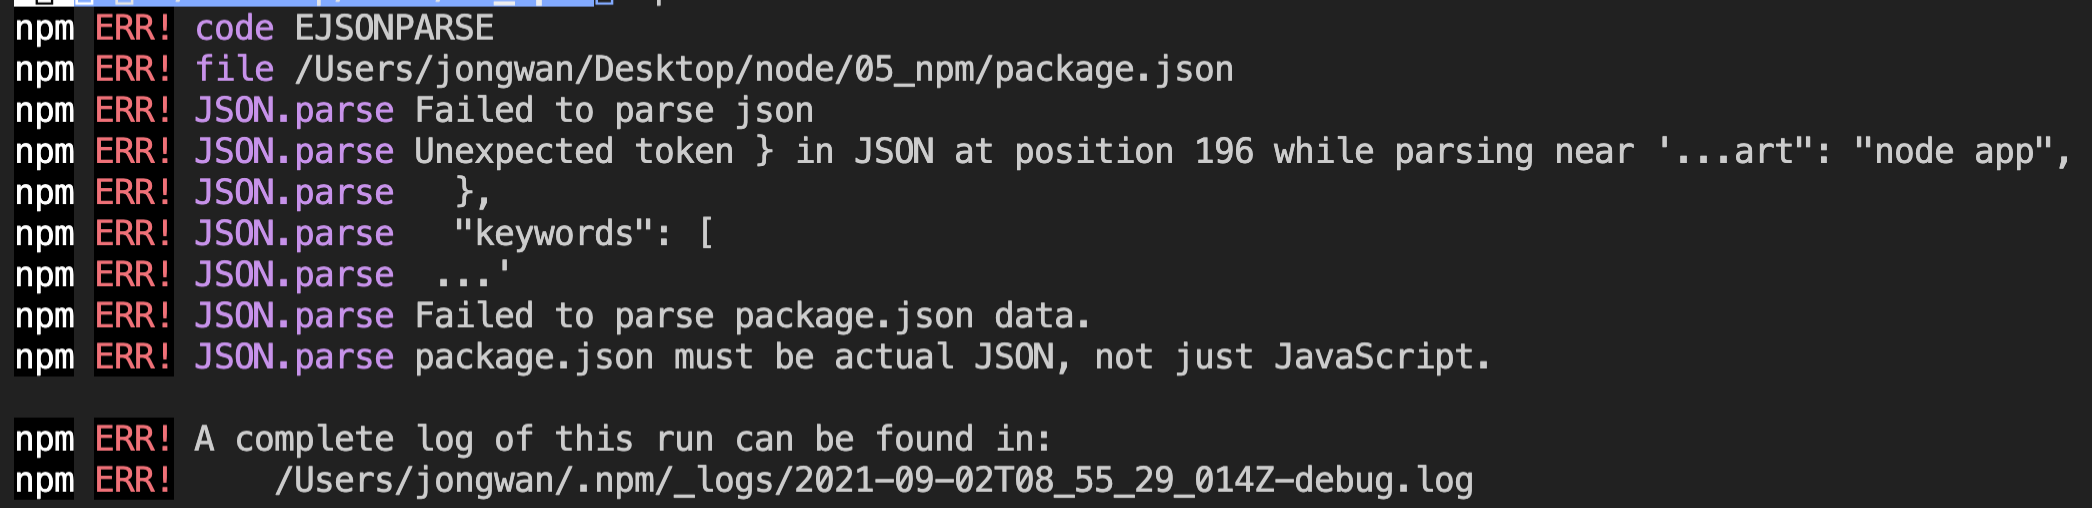 npm ERR! code EJSONPARSE
npm ERR! file /Users/jongwan/Desktop/node/05_npm/package.json
npm ERR! JSON.parse Failed to parse json
npm ERR! JSON.parse Unexpected token } in JSON at position 196 while parsing near '...art": "node app",
npm ERR! JSON.parse   },
npm ERR! JSON.parse   "keywords": [
npm ERR! JSON.parse  ...'
npm ERR! JSON.parse Failed to parse package.json data.
npm ERR! JSON.parse package.json must be actual JSON, not just JavaScript.
npm ERR! A complete log of this run can be found in:
npm ERR!     /Users/jongwan/.npm/_logs/2021-09-02T08_55_29_014Z-debug.log